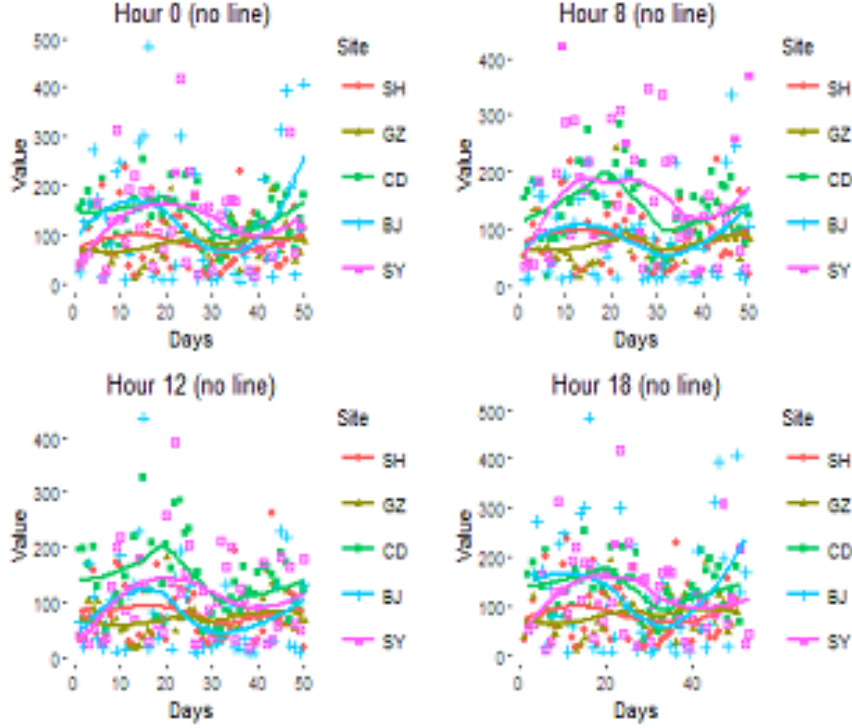 Hour 0 (no line)
Value
500
400
300
200
100
0
0 10 20 30 40 50
Days
Site
SH
GZ
CD
BJ
SY
Hour 8 (no line)
Value
400
300
200
100
0
0 10 20 30 40 50
Days
Site
SH
GZ
CD
BJ
SY
Hour 12 (no line)
Value
400
300
200
100
0
0 10 20 30 40 50
Days
Site
SH
GZ
CD
BJ
SY
Hour 18 (no line)
Value
500
400
300
200
100
0
0 20 40
Days
Site
SH
GZ
CD
BJ
SY